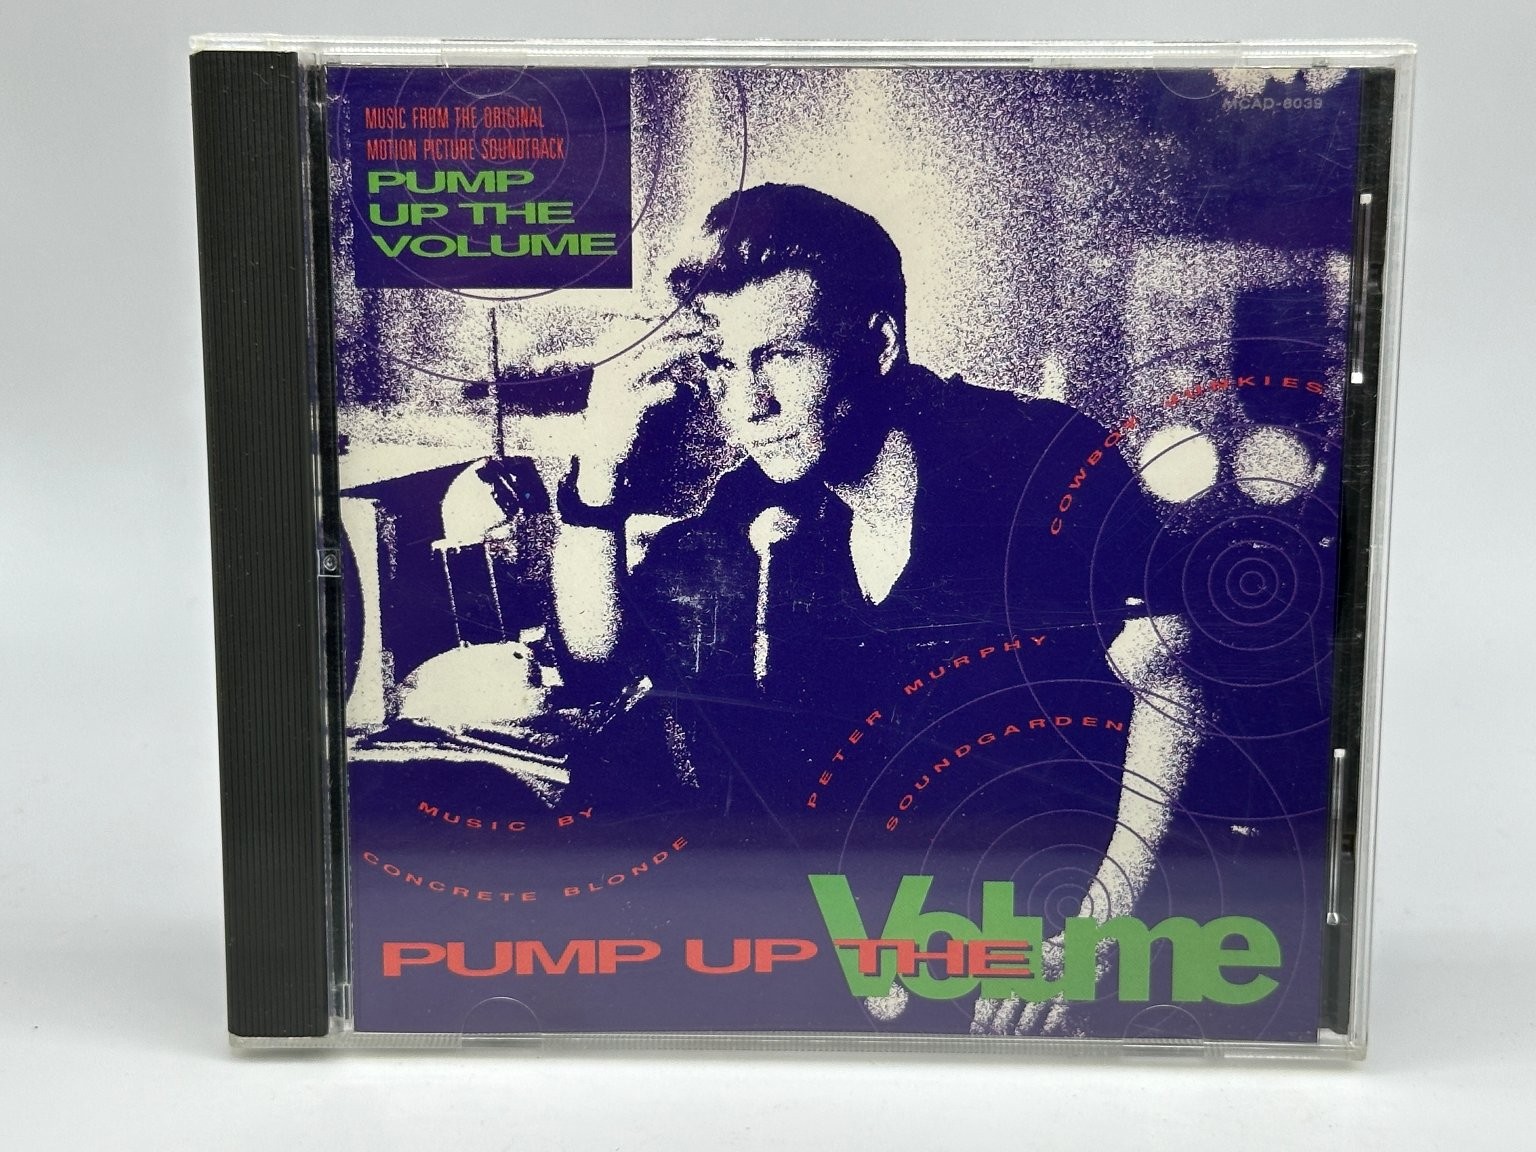 MUSIC FROM THE ORIGINAL
MOTION PICTURE SOUNDTRACK
PUMP
UP THE
VOLUME
MCAD-8039
COWBOY JUNKIES
PETER MURPHY
SOUNDGARDEN
MUSIC BY
CONCRETE BLONDE
PUMP UP THE Volume